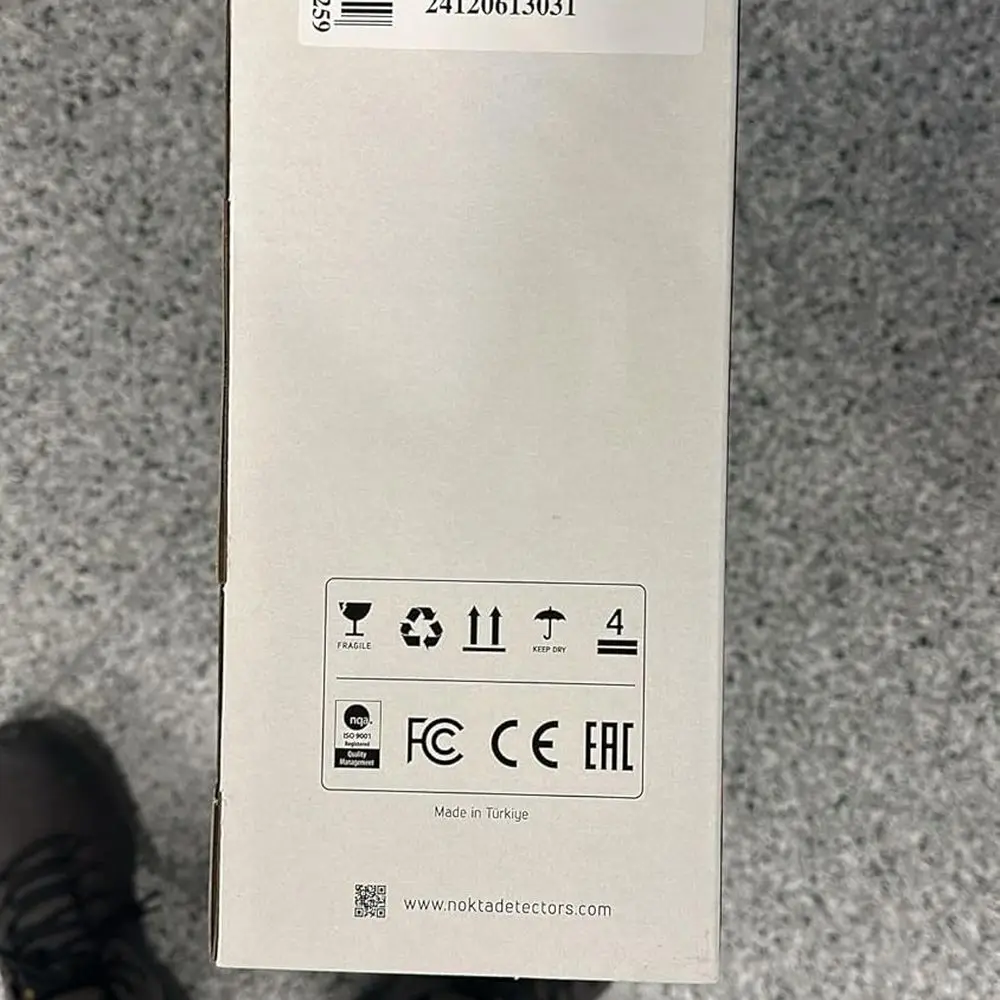 259
24120613031
FRAGILE
KEEP DRY
4
nqa.
ISO 9001
Registered
Quality
Management
FC CE EAC
Made in Türkiye
www.noktadetectors.com